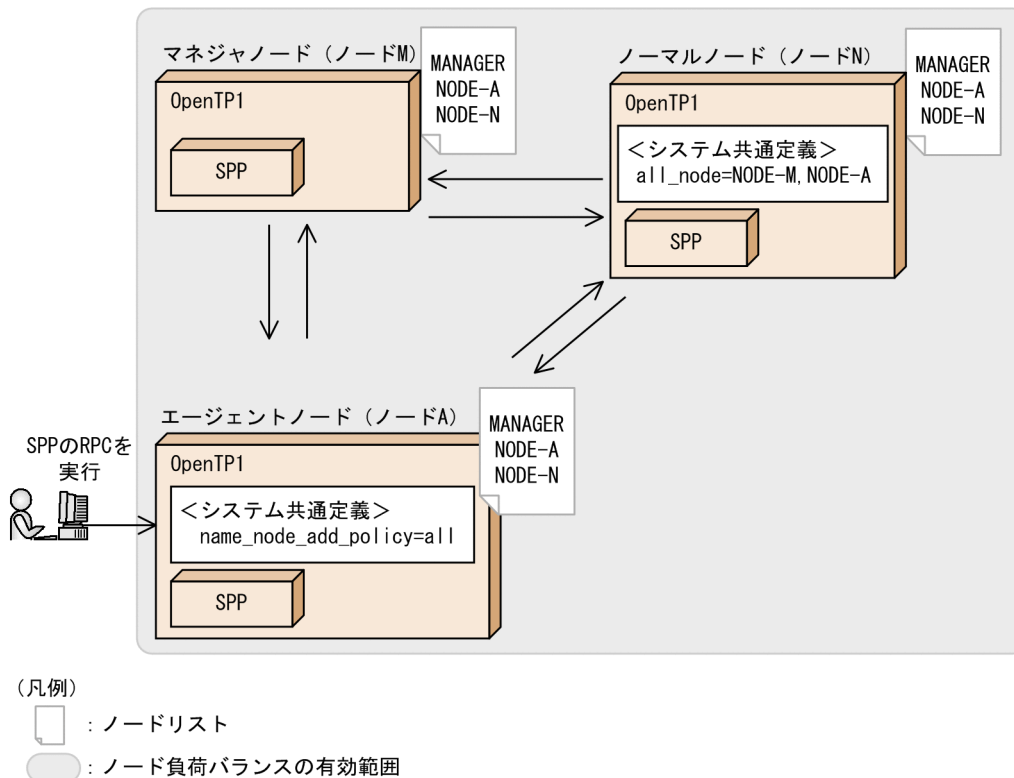 マネジャノード（ノードM）
MANAGER
NODE-A
NODE-N
OpenTP1
SPP
ノーマルノード（ノードN）
MANAGER
NODE-A
NODE-N
OpenTP1
＜システム共通定義＞
all_node=NODE-M,NODE-A
SPP
エージェントノード（ノードA）
MANAGER
NODE-A
NODE-N
SPPのRPCを
実行
OpenTP1
＜システム共通定義＞
name_node_add_policy=all
SPP
（凡例）
：ノードリスト
：ノード負荷バランスの有効範囲